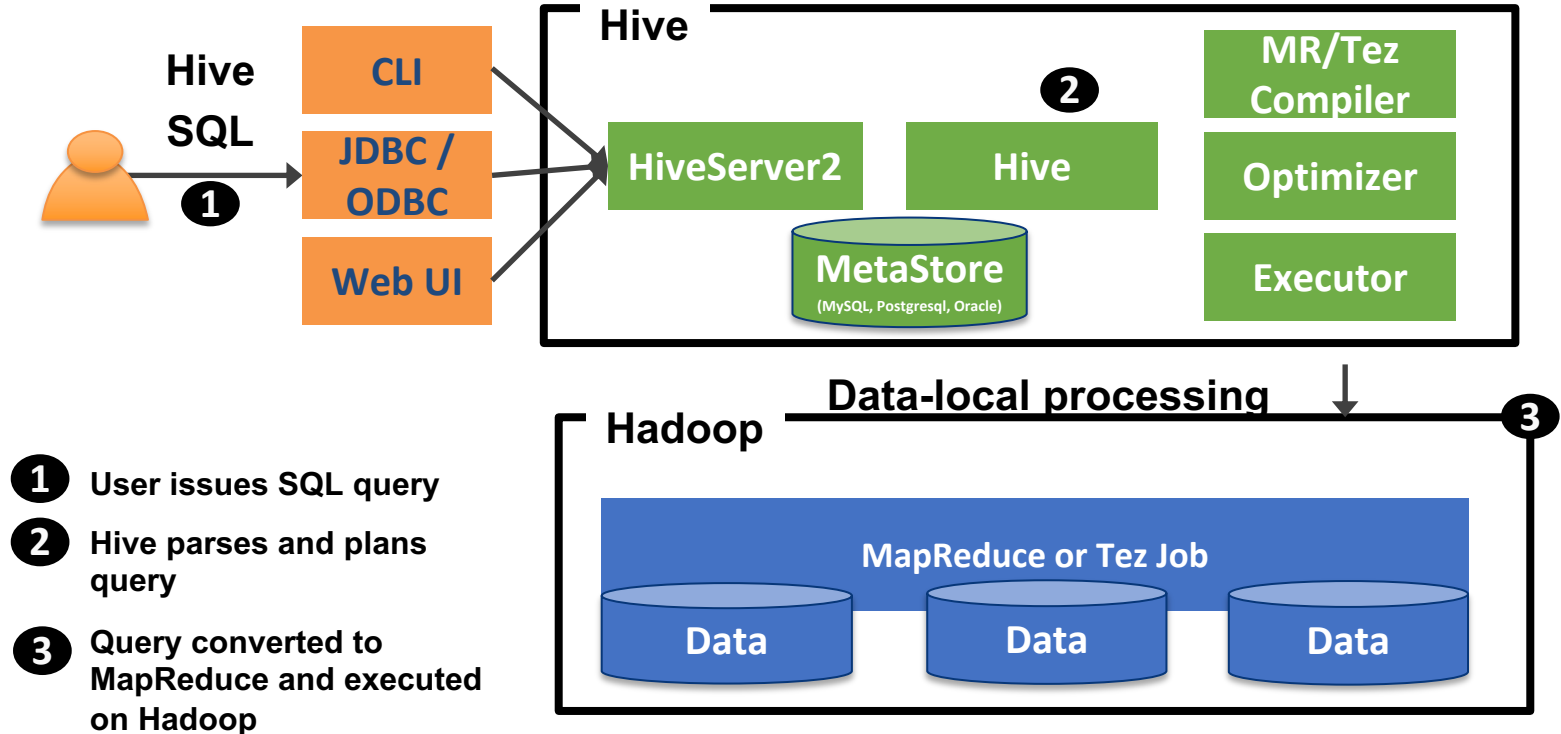 Hive
Hive
SQL
1
CLI
JDBC /
ODBC
Web UI
HiveServer2
2
Hive
MetaStore
(MySQL, Postgresql, Oracle)
MR/Tez
Compiler
Optimizer
Executor
Data-local processing
3
Hadoop
MapReduce or Tez Job
Data
Data
Data
1 User issues SQL query
2 Hive parses and plans
query
3 Query converted to
MapReduce and executed
on Hadoop